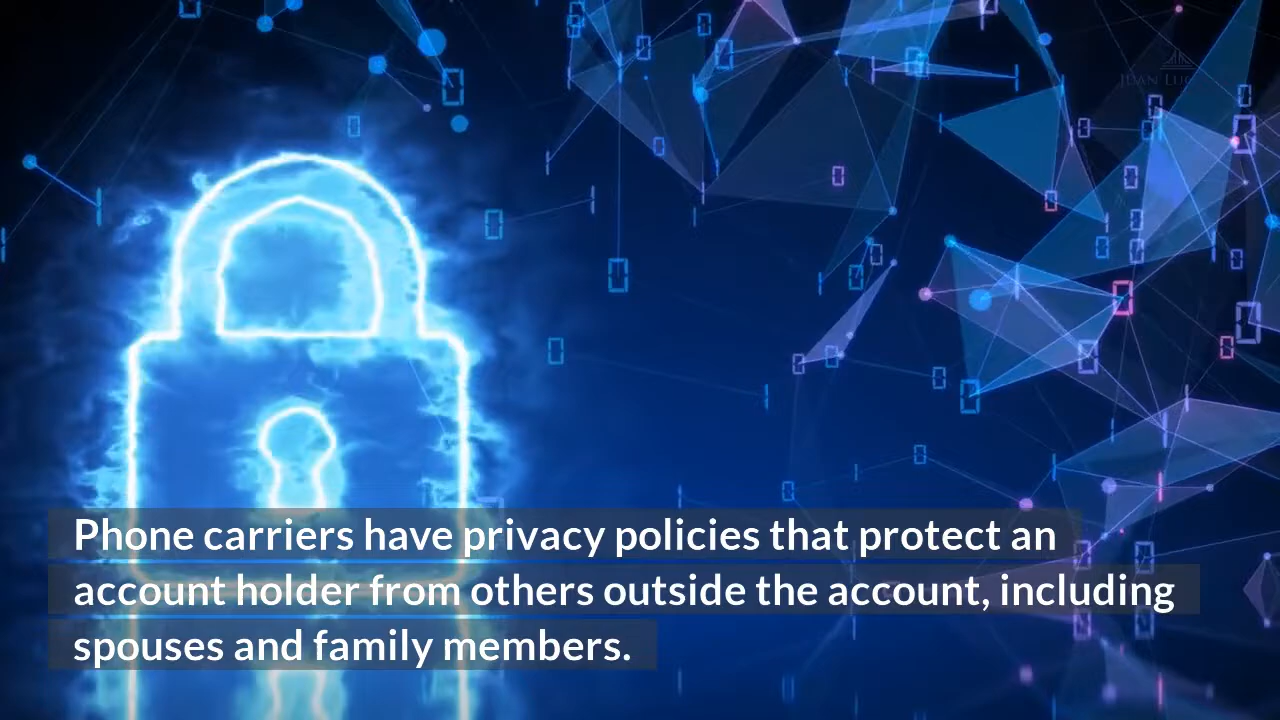 Phone carriers have privacy policies that protect an
account holder from others outside the account, including
spouses and family members.